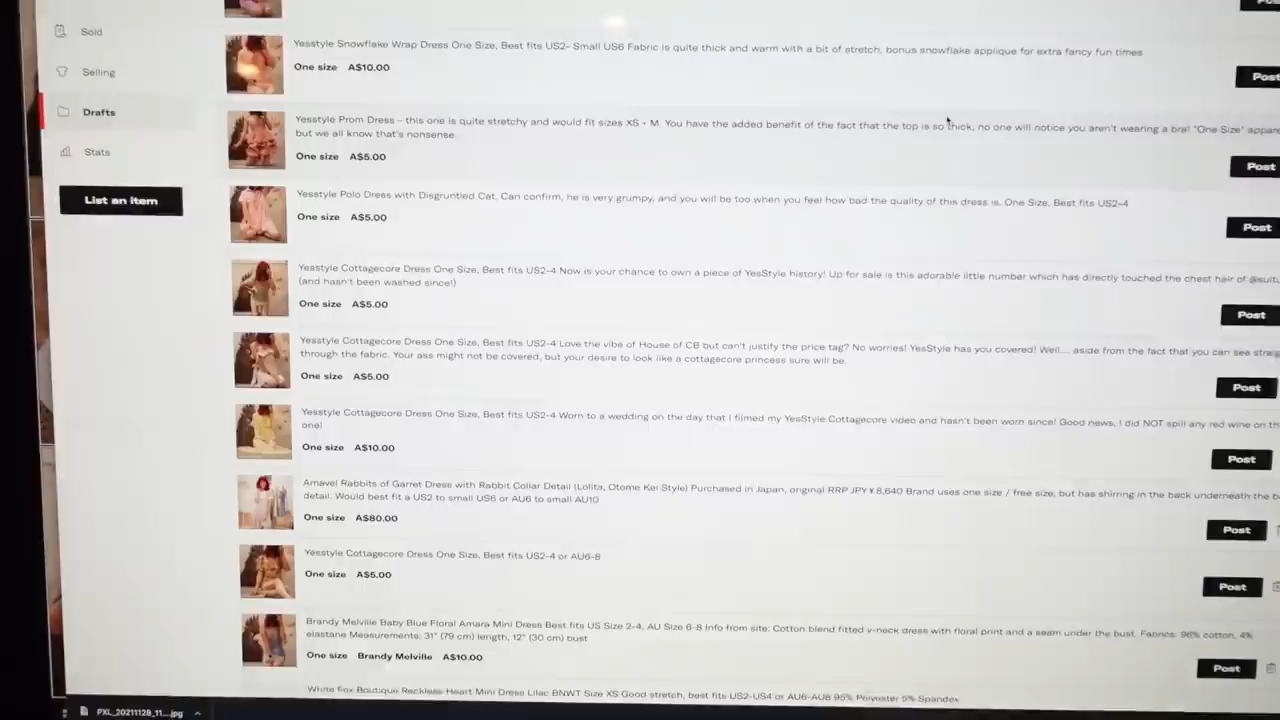 Sold
Selling
Drafts
Stats
List an item
Yesstyle Snowflake Wrap Dress One Size, Best fits US2- Small US6 Fabric is quite thick and warm with a bit of stretch, bonus snowflake applique for extra fancy fun times
One size A$10.00
Post
Yesstyle Prom Dress - this one is quite stretchy and would fit sizes XS - M. You have the added benefit of the fact that the top is so thick, no one will notice you aren't wearing a bra! "One Size"
but we all know that's nonsense.
One size A$5.00
Post
Yesstyle Polo Dress with Disgruntled Cat. Can confirm, he is very grumpy, and you will be too when you feel how bad the quality of this dress is. One Size, Best fits US2-4
One size A$5.00
Post
Yesstyle Cottagecore Dress One Size, Best fits US2-4 Now is your chance to own a piece of YesStyle history! Up for sale is this adorable little number which has directly touched the chest hair of
(and hasn't been washed since!)
One size A$5.00
Post
Yesstyle Cottagecore Dress One Size, Best fits US2-4 Love the vibe of House of CB but can't justify the price tag? No worries! YesStyle has you covered! Well.... aside from the fact that you can see
through the fabric. Your ass might not be covered, but your desire to look like a cottagecore princess sure will be.
One size A$5.00
Post
Yesstyle Cottagecore Dress One Size, Best fits US2-4 Worn to a wedding on the day that I filmed my YesStyle Cottagecore video and hasn't been worn since! Good news, I did NOT spill any red wine on
one!
One size A$10.00
Post
Amavel Rabbits of Garret Dress with Rabbit Collar Detail (Lolita, Otome Kei Style) Purchased in Japan, original RRP JPY ¥ 8,640 Brand uses one size / free size, but has shirring in the back underneath the
detail. Would best fit a US2 to small US6 or AU6 to small AU10
One size A$80.00
Post
Yesstyle Cottagecore Dress One Size, Best fits US2-4 or AU6-8
One size A$5.00
Post
Brandy Melville Baby Blue Floral Amara Mini Dress Best fits US Size 2-4, AU Size 6-8 Info from site: Cotton blend fitted v-neck dress with floral print and a seam under the bust. Fabrics: 96% cotton, 4%
elastane Measurements: 31" (79 cm) length, 12" (30 cm) bust
One size Brandy Melville A$10.00
Post
White Fox Boutique Reckless Heart Mini Dress Lilac BNWT Size XS Good stretch, best fits US2-US4 or AU6-AU8 95% Polyester 5% Spandex
PXL_20211128_11....jpg